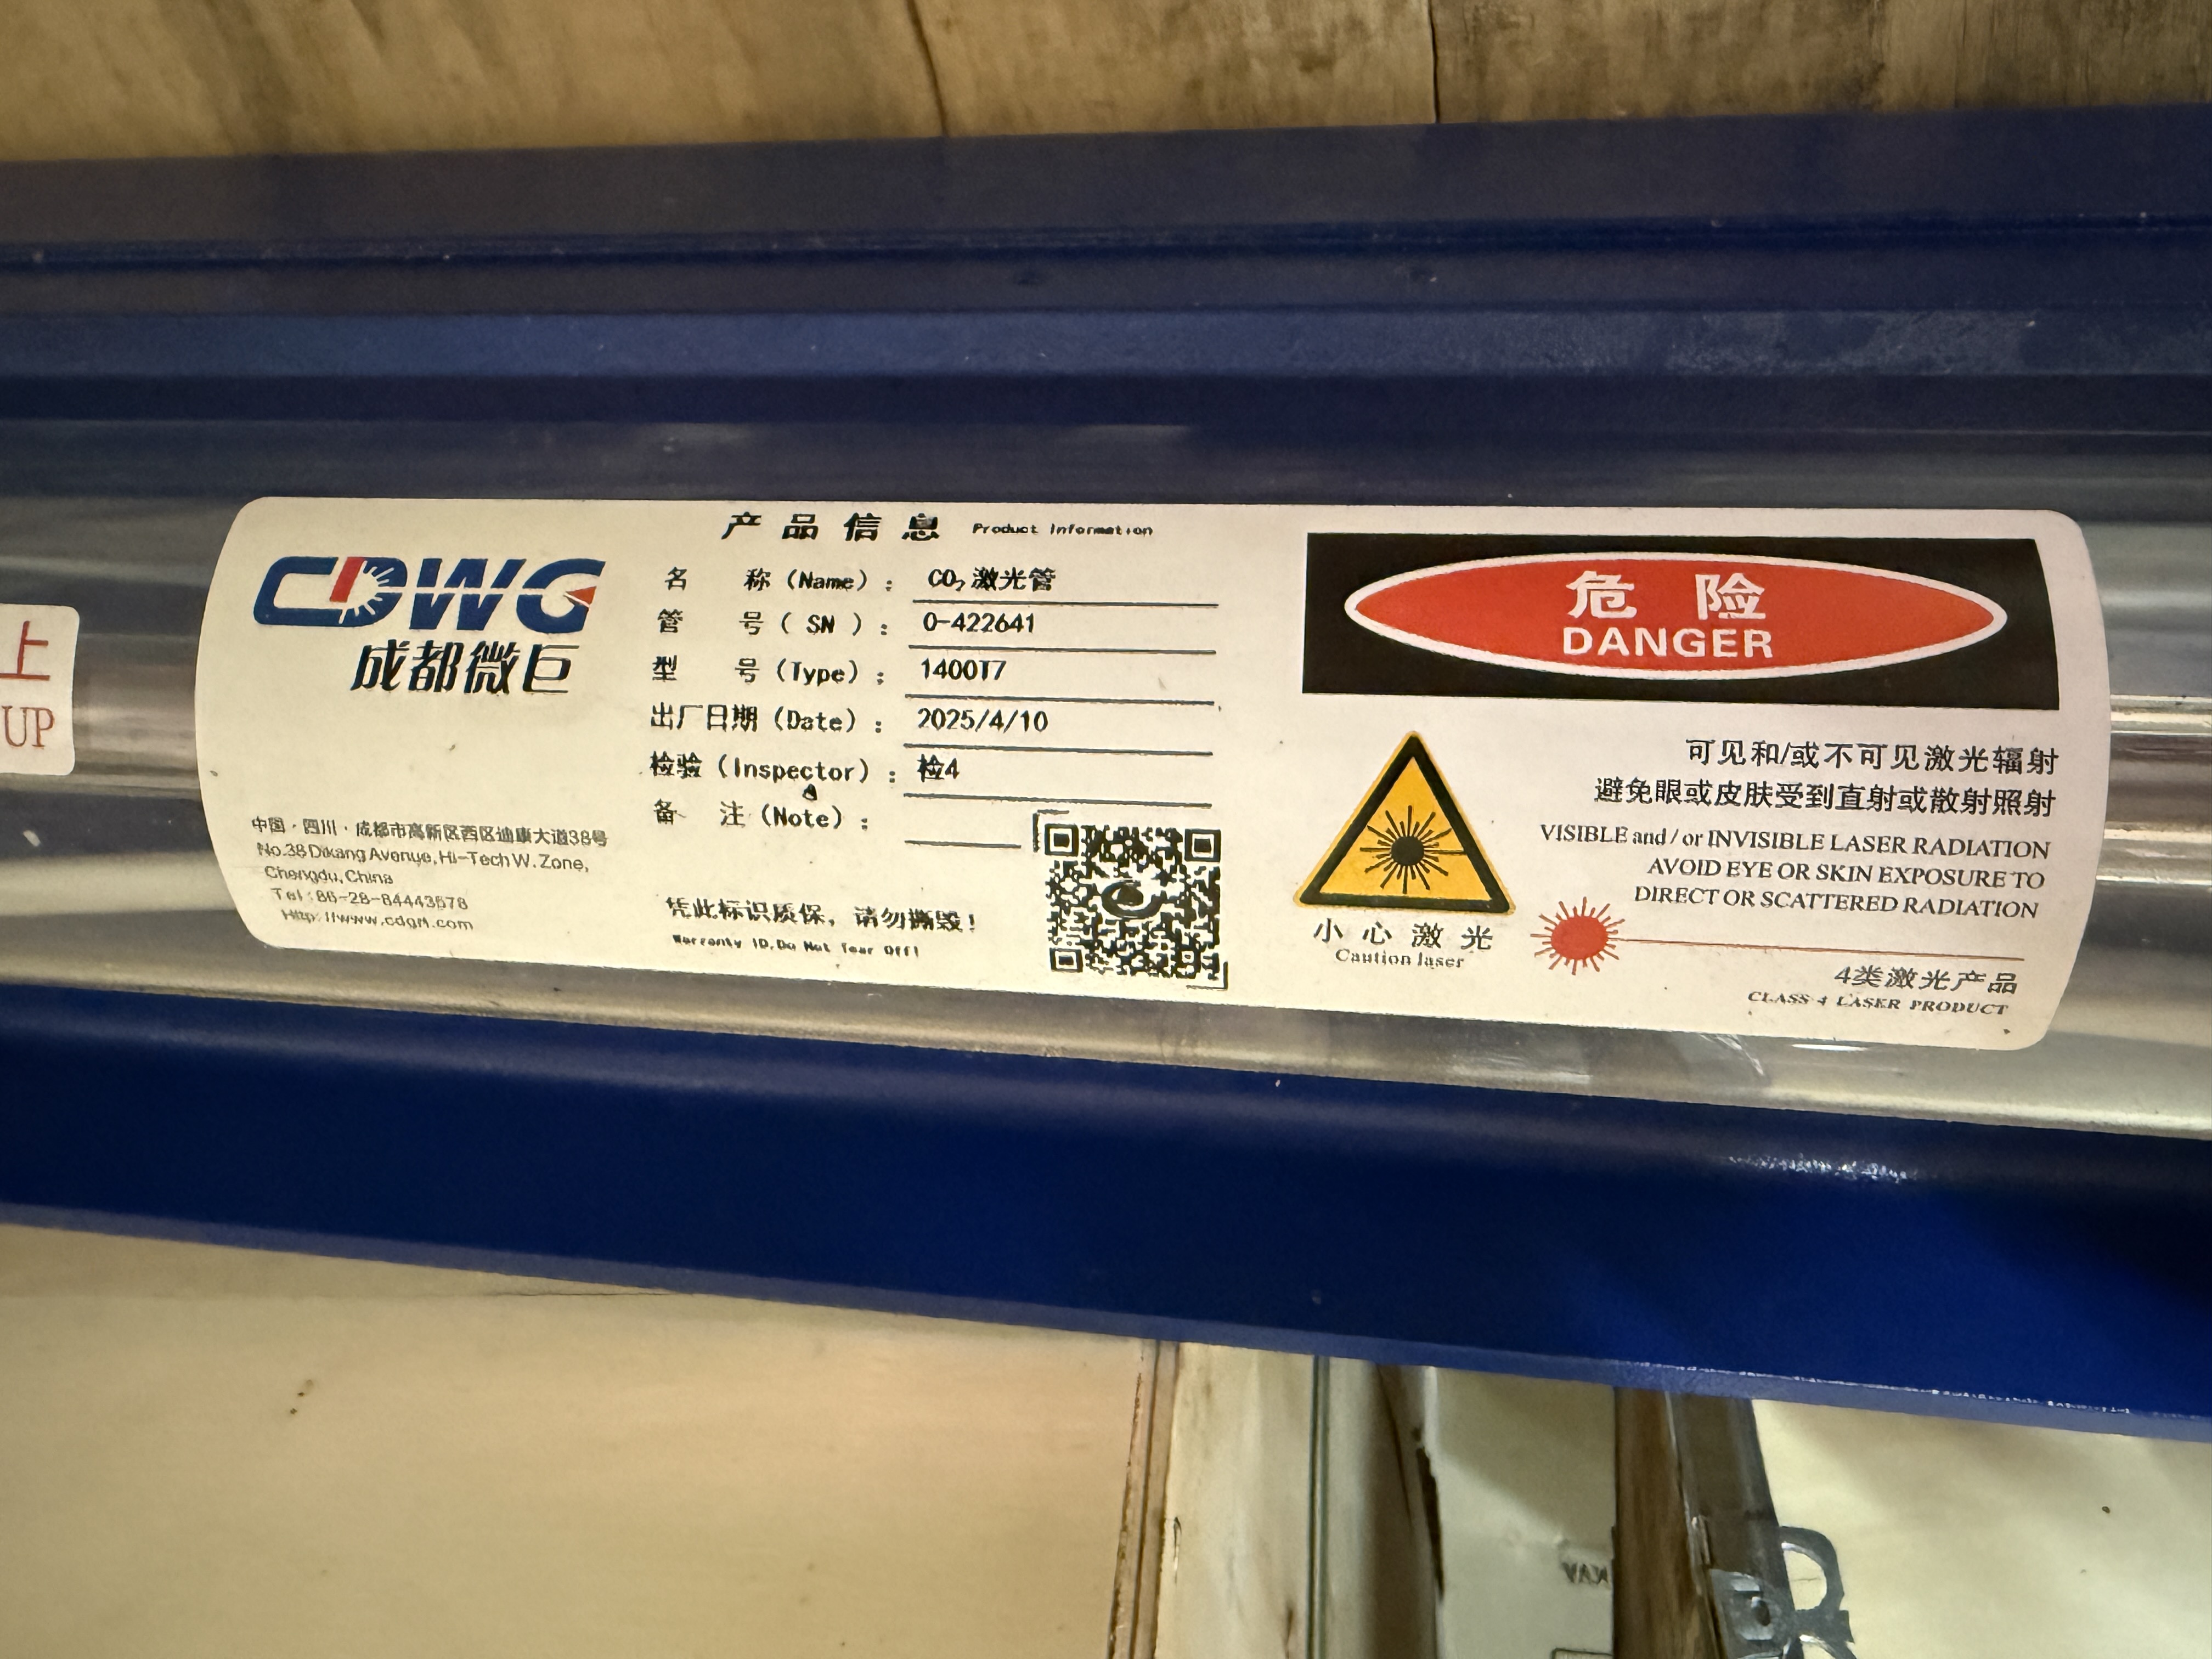 上
UP
CDWG
成都微巨
中国·四川·成都市高新区西区迪康大道38号
No.38 Dikang Avenue, Hi-Tech W. Zone,
Chengdu, China
Tel:86-28-84443578
产品信息 Product Information
名 称(Name): CO₂激光管
管 号( SN ): 0-422641
型 号(Type): 1400T7
出厂日期(Date): 2025/4/10
检验(Inspector): 检4
备 注(Note):
凭此标识质保,请勿撕毁!
Warranty ID,Do Not Tear Off!
危险
DANGER
可见和/或不可见激光辐射
避免眼或皮肤受到直射或散射照射
VISIBLE and / or INVISIBLE LASER RADIATION
AVOID EYE OR SKIN EXPOSURE TO
DIRECT OR SCATTERED RADIATION
小心激光
Caution laser
4类激光产品
CLASS 4 LASER PRODUCT